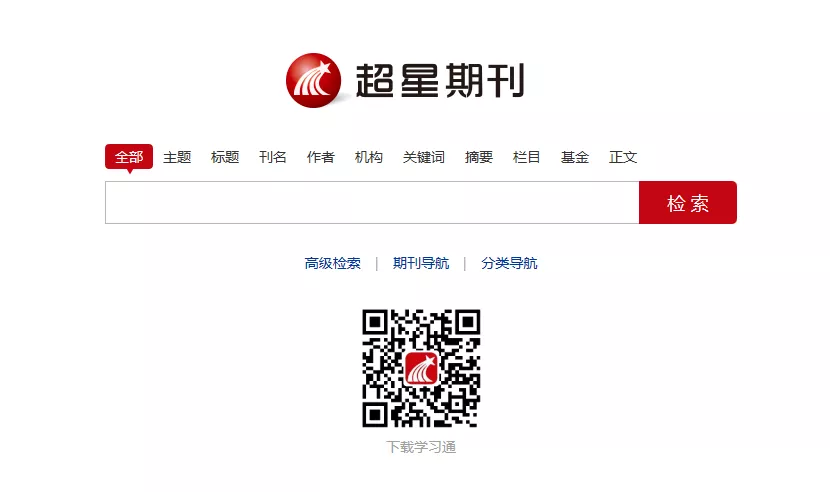 超星期刊
全部 主题 标题 刊名 作者 机构 关键词 摘要 栏目 基金 正文
检索
高级检索 | 期刊导航 | 分类导航
下载学习通